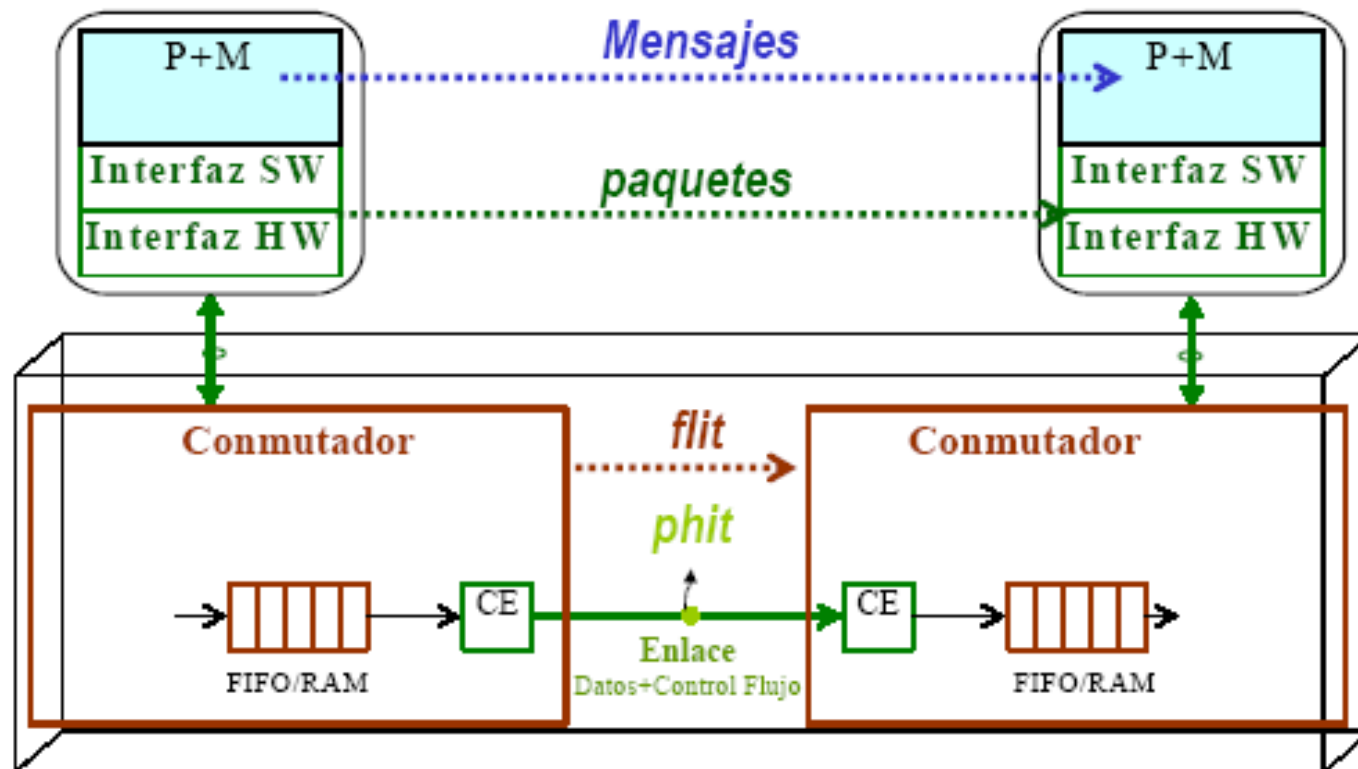 P+M
Mensajes
P+M
Interfaz SW
paquetes
Interfaz SW
Interfaz HW
Interfaz HW
Conmutador
flit
Conmutador
phit
CE
CE
Enlace
FIFO/RAM
Datos+Control Flujo
FIFO/RAM